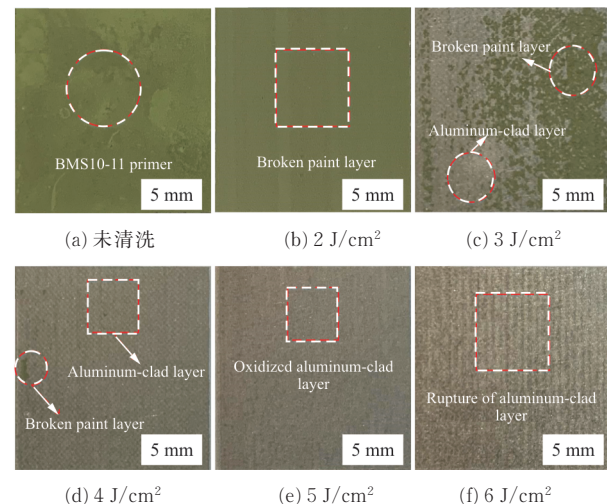 BMS10-11 primer
5 mm
(a) 未清洗
Broken paint layer
5 mm
(b) 2 J/cm²
Broken paint layer
Aluminum-clad layer
5 mm
(c) 3 J/cm²
Aluminum-clad layer
Broken paint layer
5 mm
(d) 4 J/cm²
Oxidized aluminum-clad
layer
5 mm
(e) 5 J/cm²
Rupture of aluminum-clad
layer
5 mm
(f) 6 J/cm²